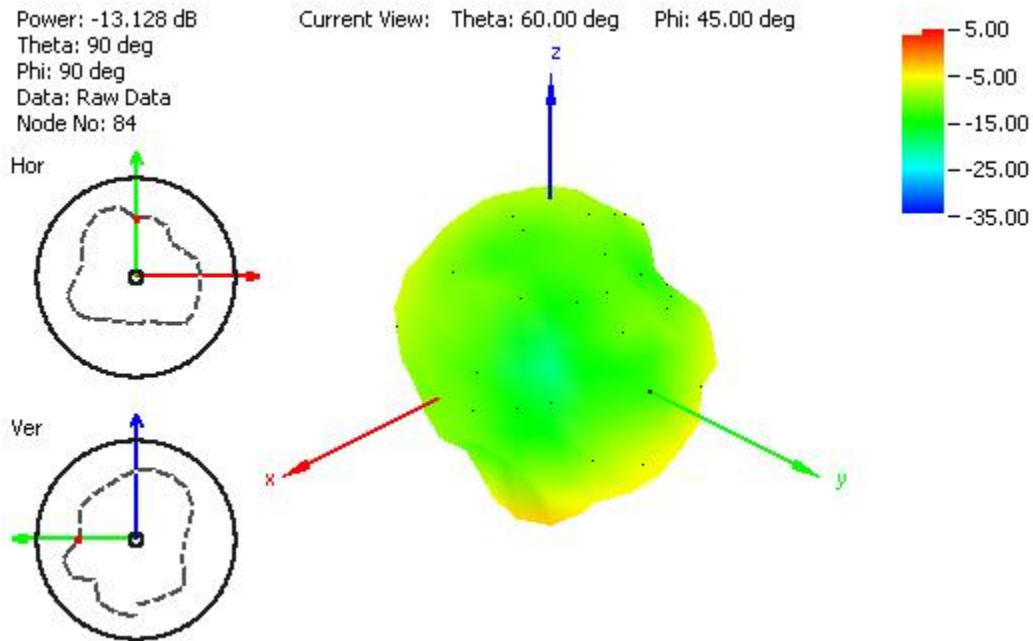 Power: -13.128 dB
Theta: 90 deg
Phi: 90 deg
Data: Raw Data
Node No: 84
Current View: Theta: 60.00 deg Phi: 45.00 deg
z
5.00
-5.00
-15.00
-25.00
-35.00
Hor
Ver
x
y